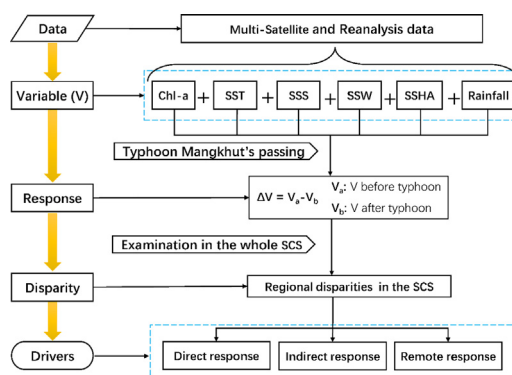 Data
Multi-Satellite and Reanalysis data
Variable (V)
Chl-a + SST + SSS + SSW + SSHA + Rainfall
Typhoon Mangkhut's passing
Response
ΔV = Va-Vb
Va: V before typhoon
Vb: V after typhoon
Examination in the whole SCS
Disparity
Regional disparities in the SCS
Drivers
Direct response
Indirect response
Remote response